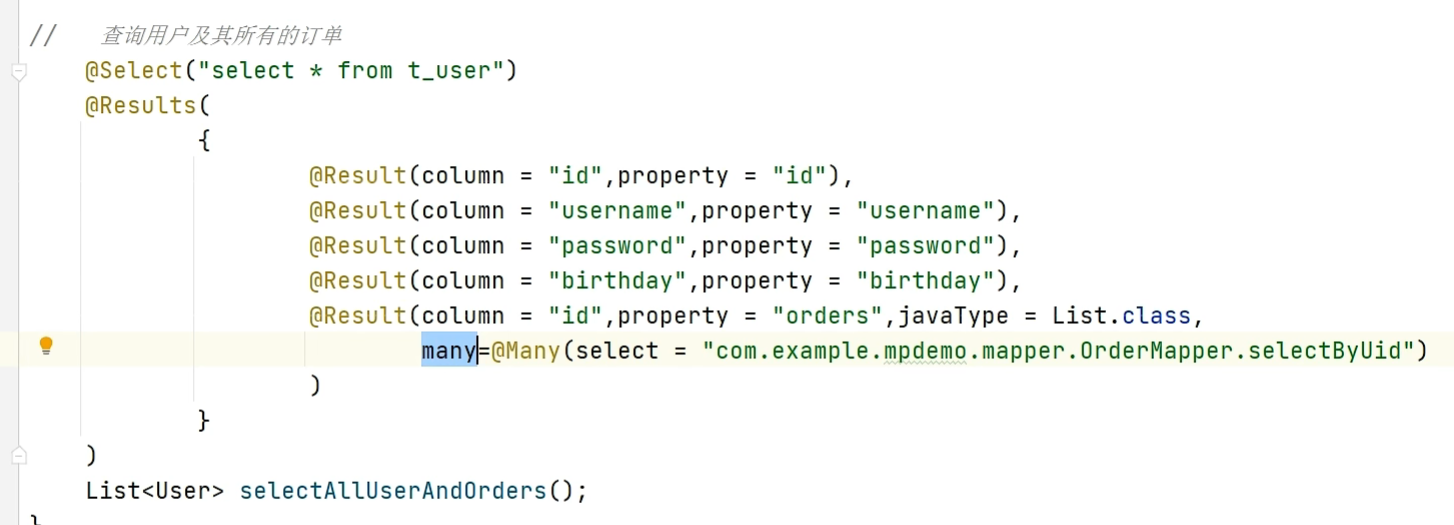 // 查询用户及其所有的订单
@Select("select * from t_user")
@Results(
{
@Result(column = "id",property = "id"),
@Result(column = "username",property = "username"),
@Result(column = "password",property = "password"),
@Result(column = "birthday",property = "birthday"),
@Result(column = "id",property = "orders",javaType = List.class,
many=@Many(select = "com.example.mpdemo.mapper.OrderMapper.selectByUid")
)
}
)
List<User> selectAllUserAndOrders();
}